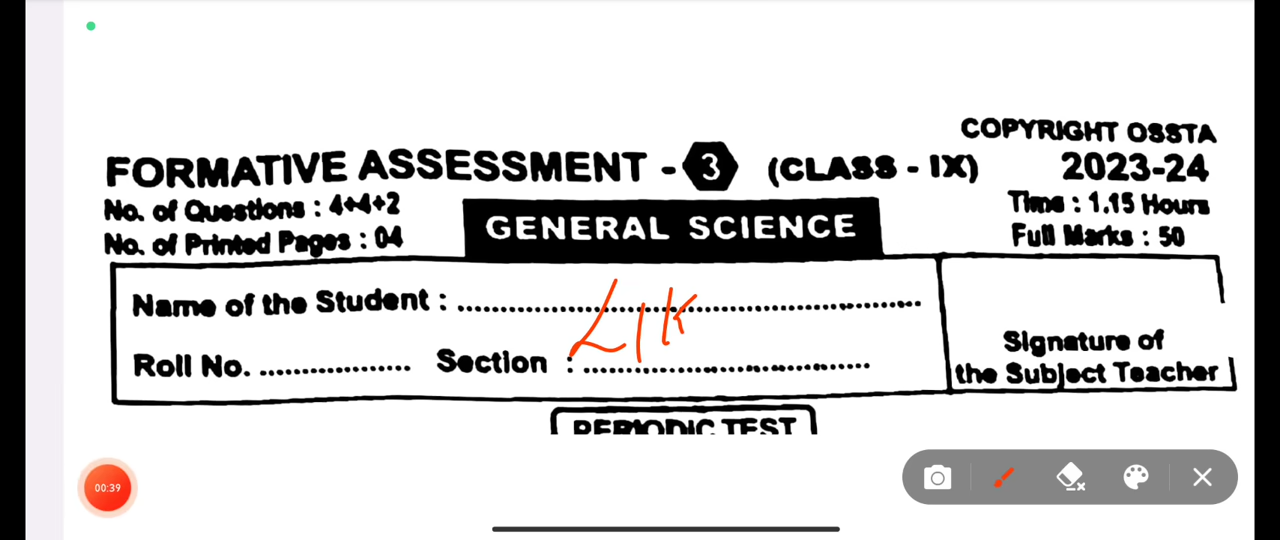 COPYRIGHT OSSTA
FORMATIVE ASSESSMENT - 3 (CLASS - IX) 2023-24
No. of Questions : 4+4+2
Time : 1.15 Hours
No. of Printed Pages : 04
GENERAL SCIENCE
Full Marks : 50
Name of the Student : ................................
LIK
Roll No. .................. Section : ................................
Signature of
the Subject Teacher
PERIODIC TEST
00:39